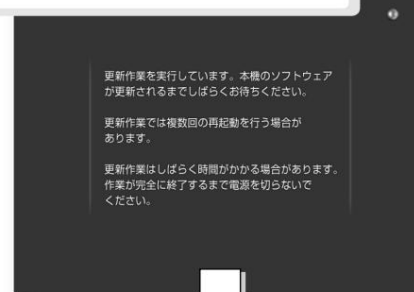 更新作業を実行しています。本機のソフトウェア
が更新されるまでしばらくお待ちください。
更新作業では複数回の再起動を行う場合が
あります。
更新作業はしばらく時間がかかる場合があります。
作業が完全に終了するまで電源を切らないで
ください。